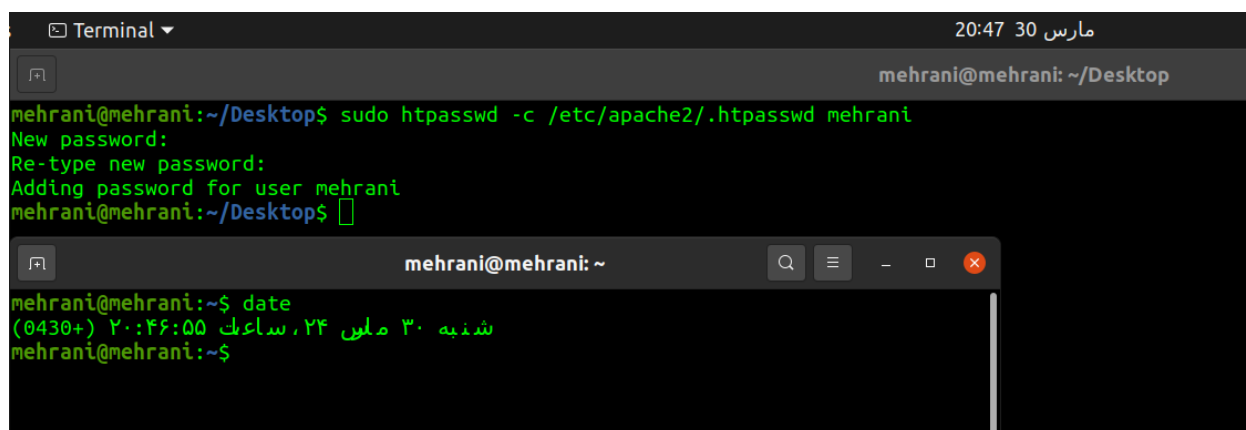 Terminal
مارس 30 20:47
mehrani@mehrani: ~/Desktop
mehrani@mehrani:~/Desktop$ sudo htpasswd -c /etc/apache2/.htpasswd mehrani
New password:
Re-type new password:
Adding password for user mehrani
mehrani@mehrani:~/Desktop$
mehrani@mehrani: ~
mehrani@mehrani:~$ date
شنبه ۳۰ مارس ۲۴، ساعت ۲۰:۴۶:۵۵ (+0430)
mehrani@mehrani:~$